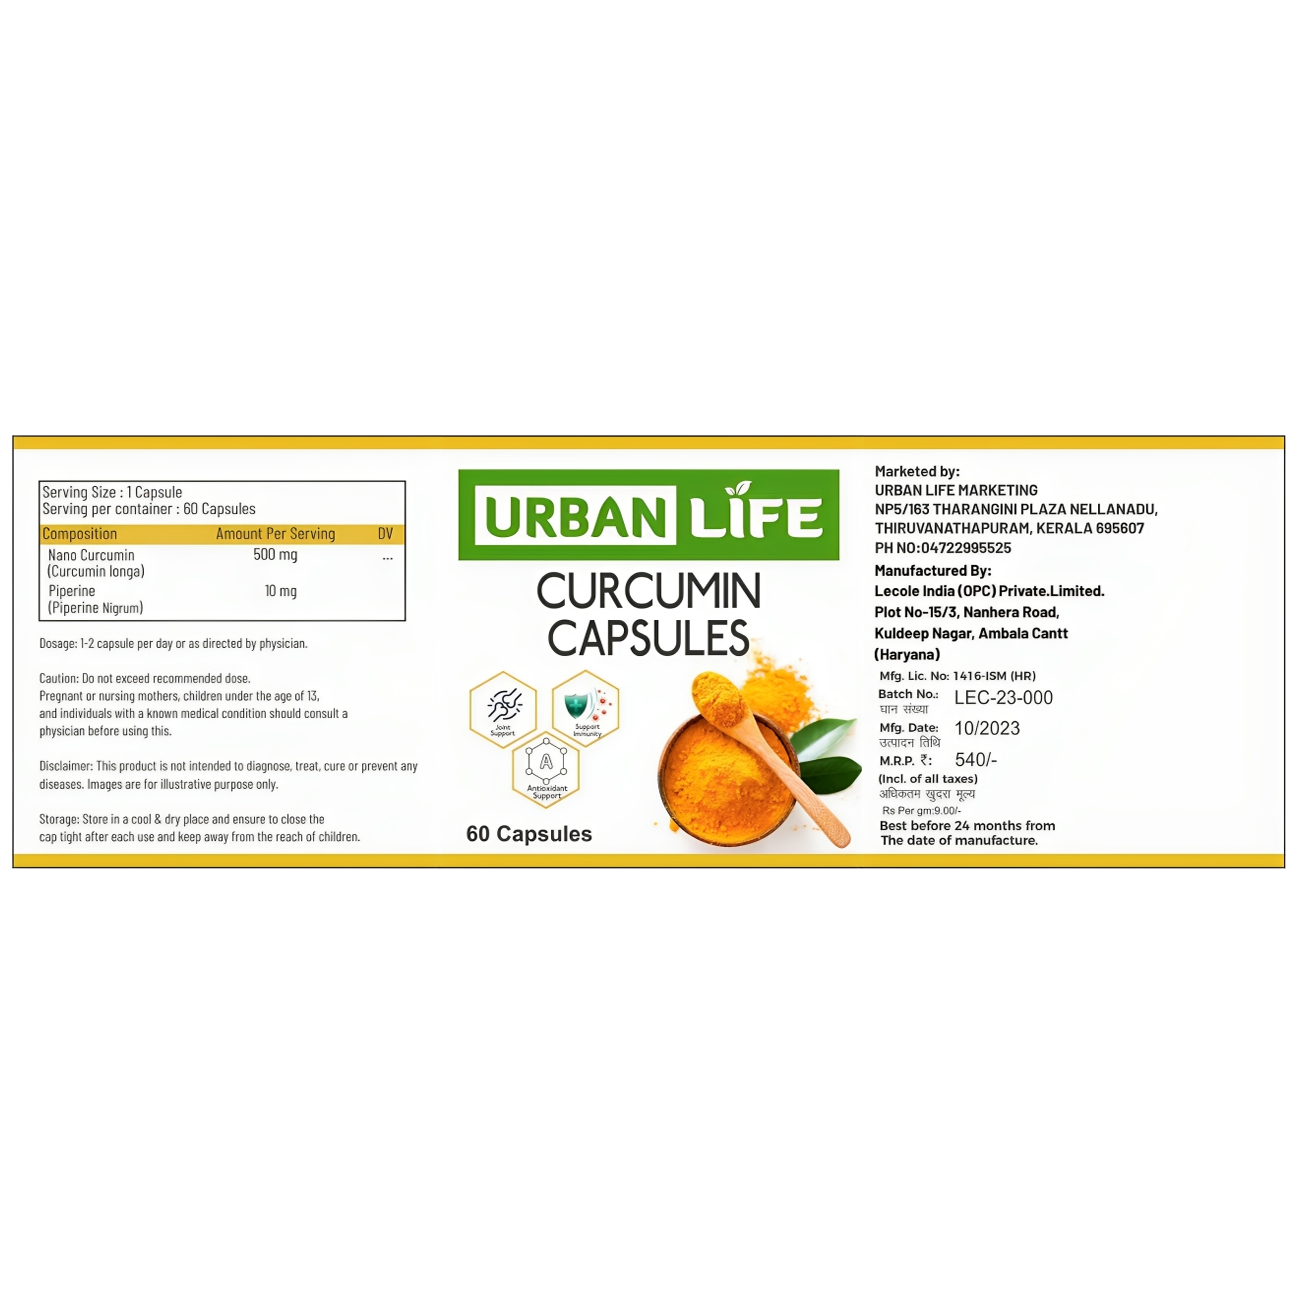 Serving Size : 1 Capsule
Serving per container : 60 Capsules
Composition Amount Per Serving DV
Nano Curcumin 500 mg ...
(Curcumin longa)
Piperine 10 mg
(Piperine Nigrum)
Dosage: 1-2 capsule per day or as directed by physician.
Caution: Do not exceed recommended dose.
Pregnant or nursing mothers, children under the age of 13,
and individuals with a known medical condition should consult a
physician before using this.
Disclaimer: This product is not intended to diagnose, treat, cure or prevent any
diseases. Images are for illustrative purpose only.
Storage: Store in a cool & dry place and ensure to close the
cap tight after each use and keep away from the reach of children.
URBAN LIFE
CURCUMIN
CAPSULES
Joint
Support
Support
Immunity
A
Antioxidant
Support
60 Capsules
Marketed by:
URBAN LIFE MARKETING
NP5/163 THARANGINI PLAZA NELLANADU,
THIRUVANATHAPURAM, KERALA 695607
PH NO:04722995525
Manufactured By:
Lecole India (OPC) Private.Limited.
Plot No-15/3, Nanhera Road,
Kuldeep Nagar, Ambala Cantt
(Haryana)
Mfg. Lic. No: 1416-ISM (HR)
Batch No.: LEC-23-000
घान संख्या
Mfg. Date: 10/2023
उत्पादन तिथि
M.R.P. ₹: 540/-
(Incl. of all taxes)
अधिकतम खुदरा मूल्य
Rs Per gm:9.00/-
Best before 24 months from
The date of manufacture.